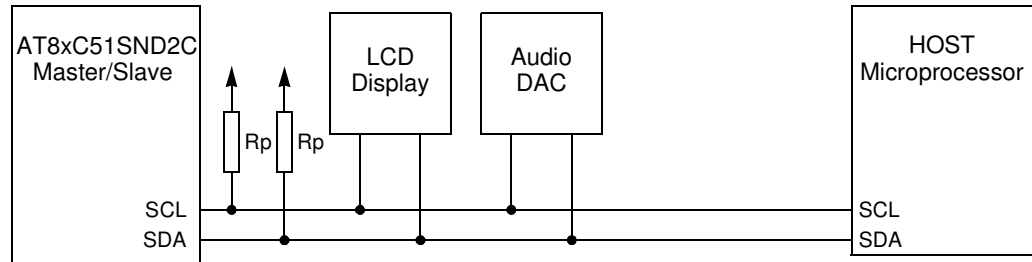 AT8xC51SND2C
Master/Slave
Rp
Rp
LCD
Display
Audio
DAC
HOST
Microprocessor
SCL
SDA
SCL
SDA